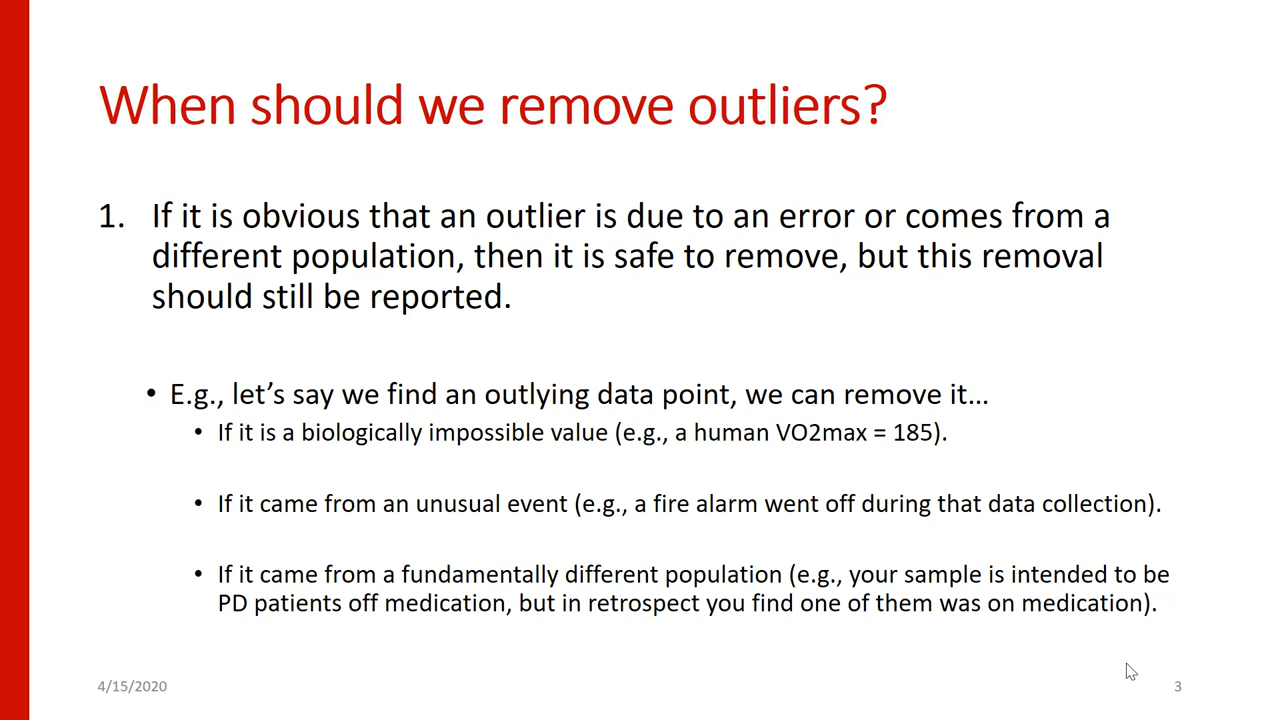 When should we remove outliers?
1. If it is obvious that an outlier is due to an error or comes from a
different population, then it is safe to remove, but this removal
should still be reported.
• E.g., let’s say we find an outlying data point, we can remove it…
• If it is a biologically impossible value (e.g., a human VO2max = 185).
• If it came from an unusual event (e.g., a fire alarm went off during that data collection).
• If it came from a fundamentally different population (e.g., your sample is intended to be
PD patients off medication, but in retrospect you find one of them was on medication).
4/15/2020
3